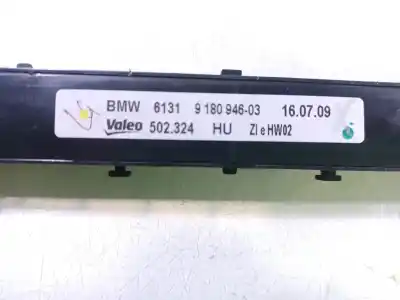 BMW 6131 9 180 946-03 16.07.09
Valeo 502.324 HU ZI e HW02